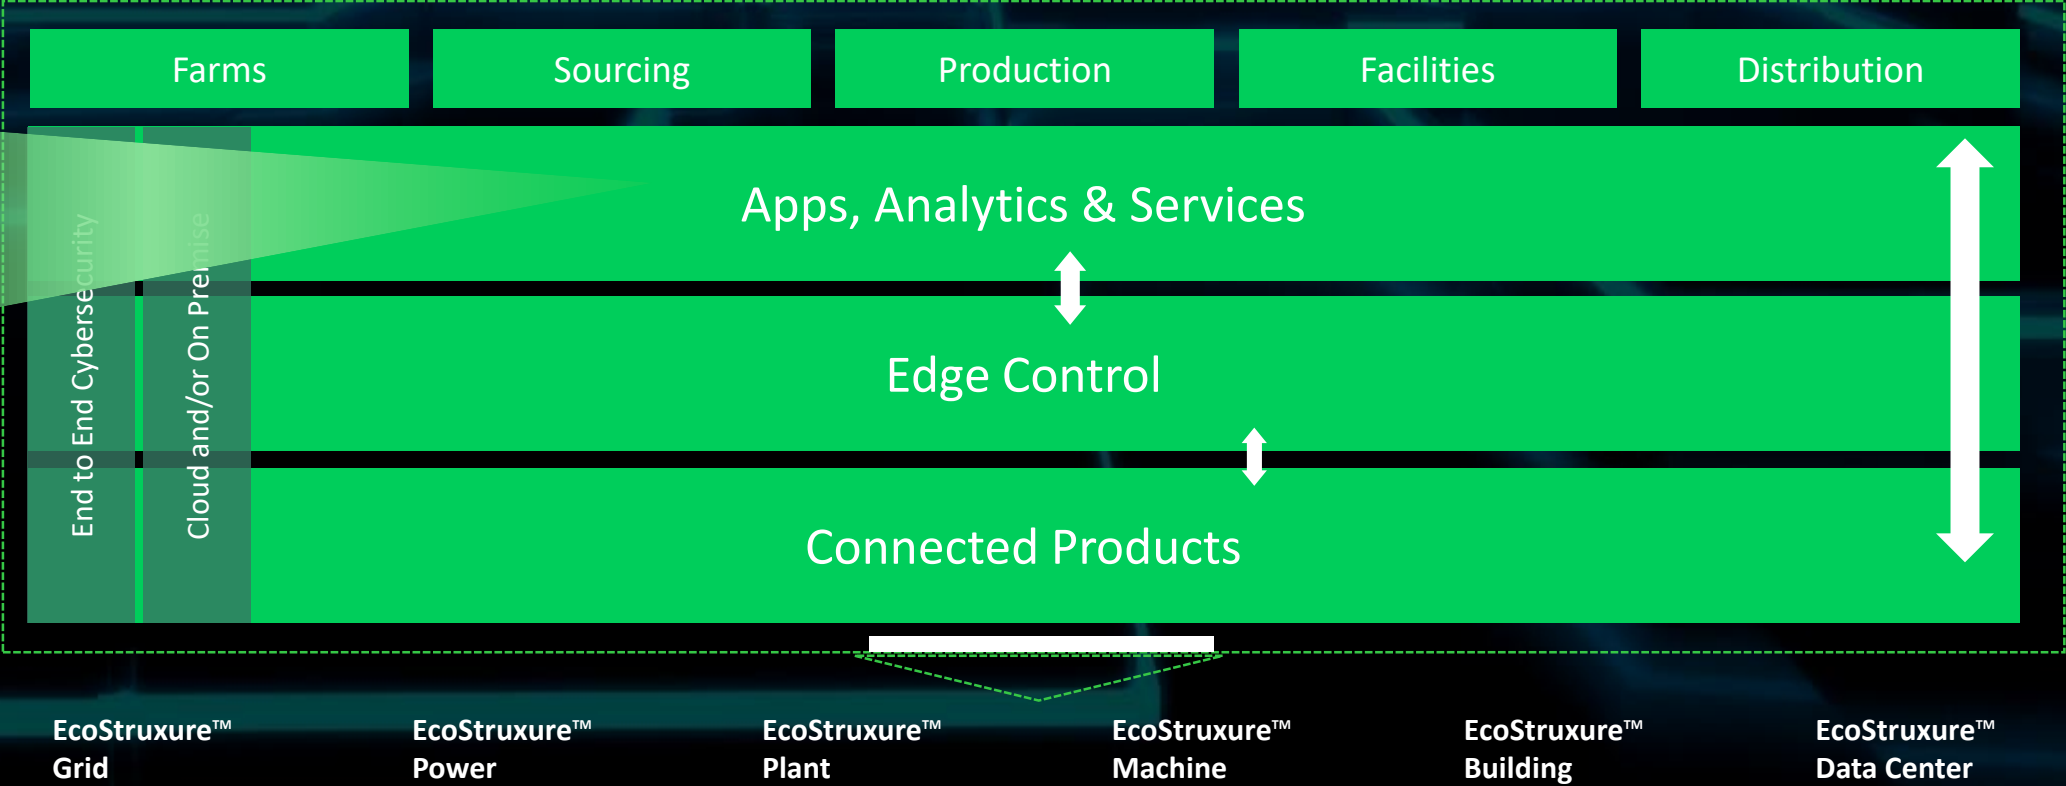 Farms
Sourcing
Production
Facilities
Distribution
Apps, Analytics & Services
End to End Cybersecurity
Cloud and/or On Premise
Edge Control
Connected Products
EcoStruxure™
Grid
EcoStruxure™
Power
EcoStruxure™
Plant
EcoStruxure™
Machine
EcoStruxure™
Building
EcoStruxure™
Data Center